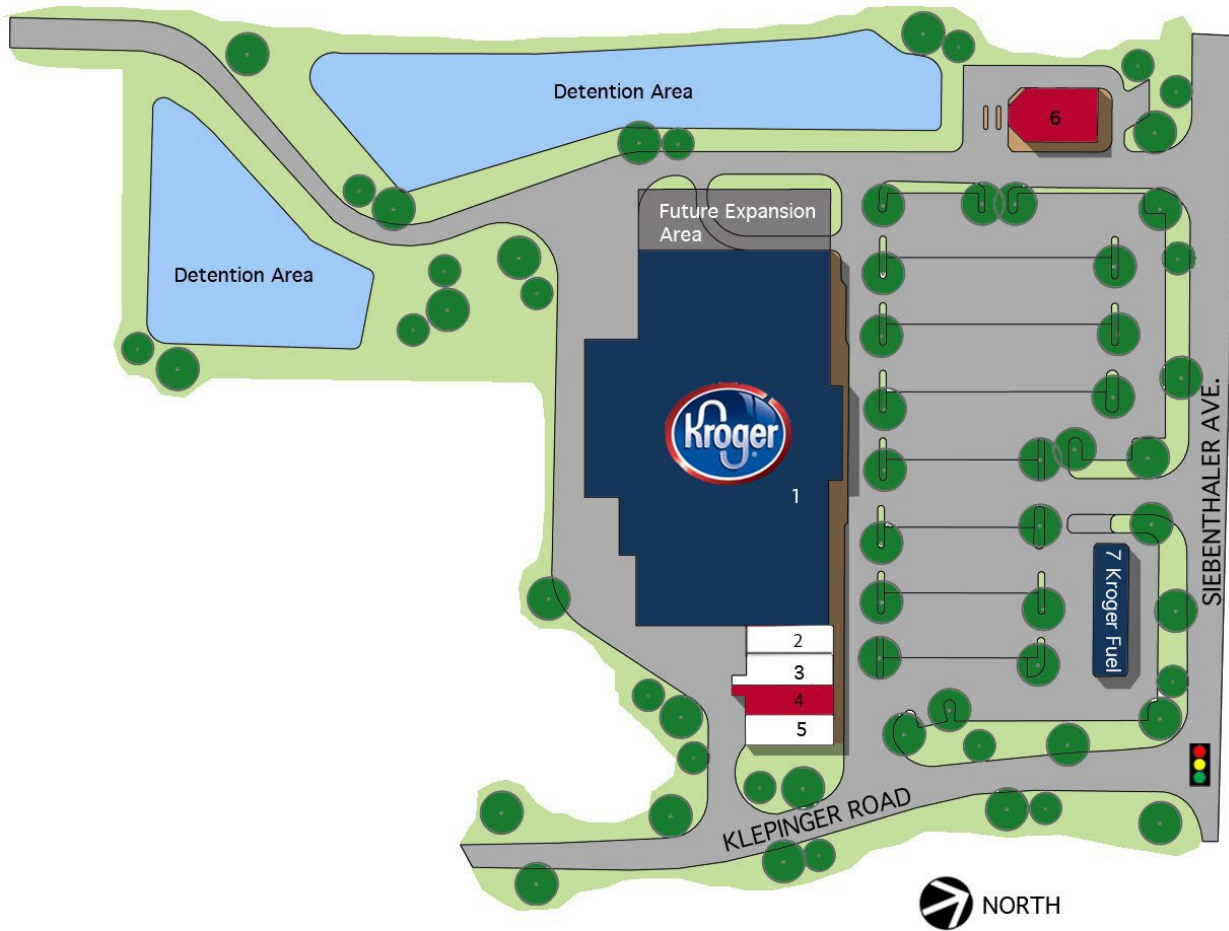 Detention Area
6
Future Expansion
Area
Detention Area
Kroger
1
SIEBENTHALER AVE.
7 Kroger Fuel
2
3
4
5
KLEPINGER ROAD
NORTH